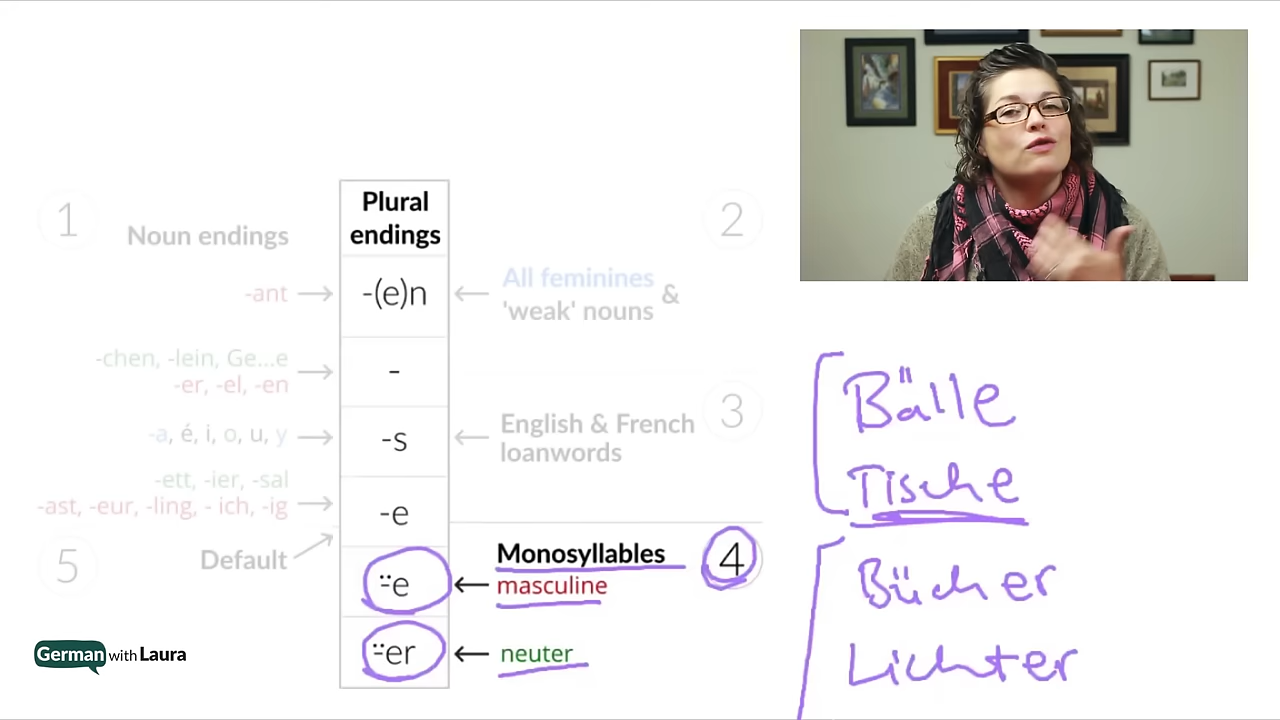 Plural
endings
1
Noun endings
2
-ant
-(e)n
All feminines &
'weak' nouns
-chen, -lein, Ge...e
-er, -el, -en
-
3
-a, é, i, o, u, y
-s
English & French
loanwords
-ett, -ier, -sal
-ast, -eur, -ling, - ich, -ig
-e
5
Default
Monosyllables
4
⸚e
masculine
⸚er
neuter
Bälle
Tische
Bücher
Lichter
German with Laura